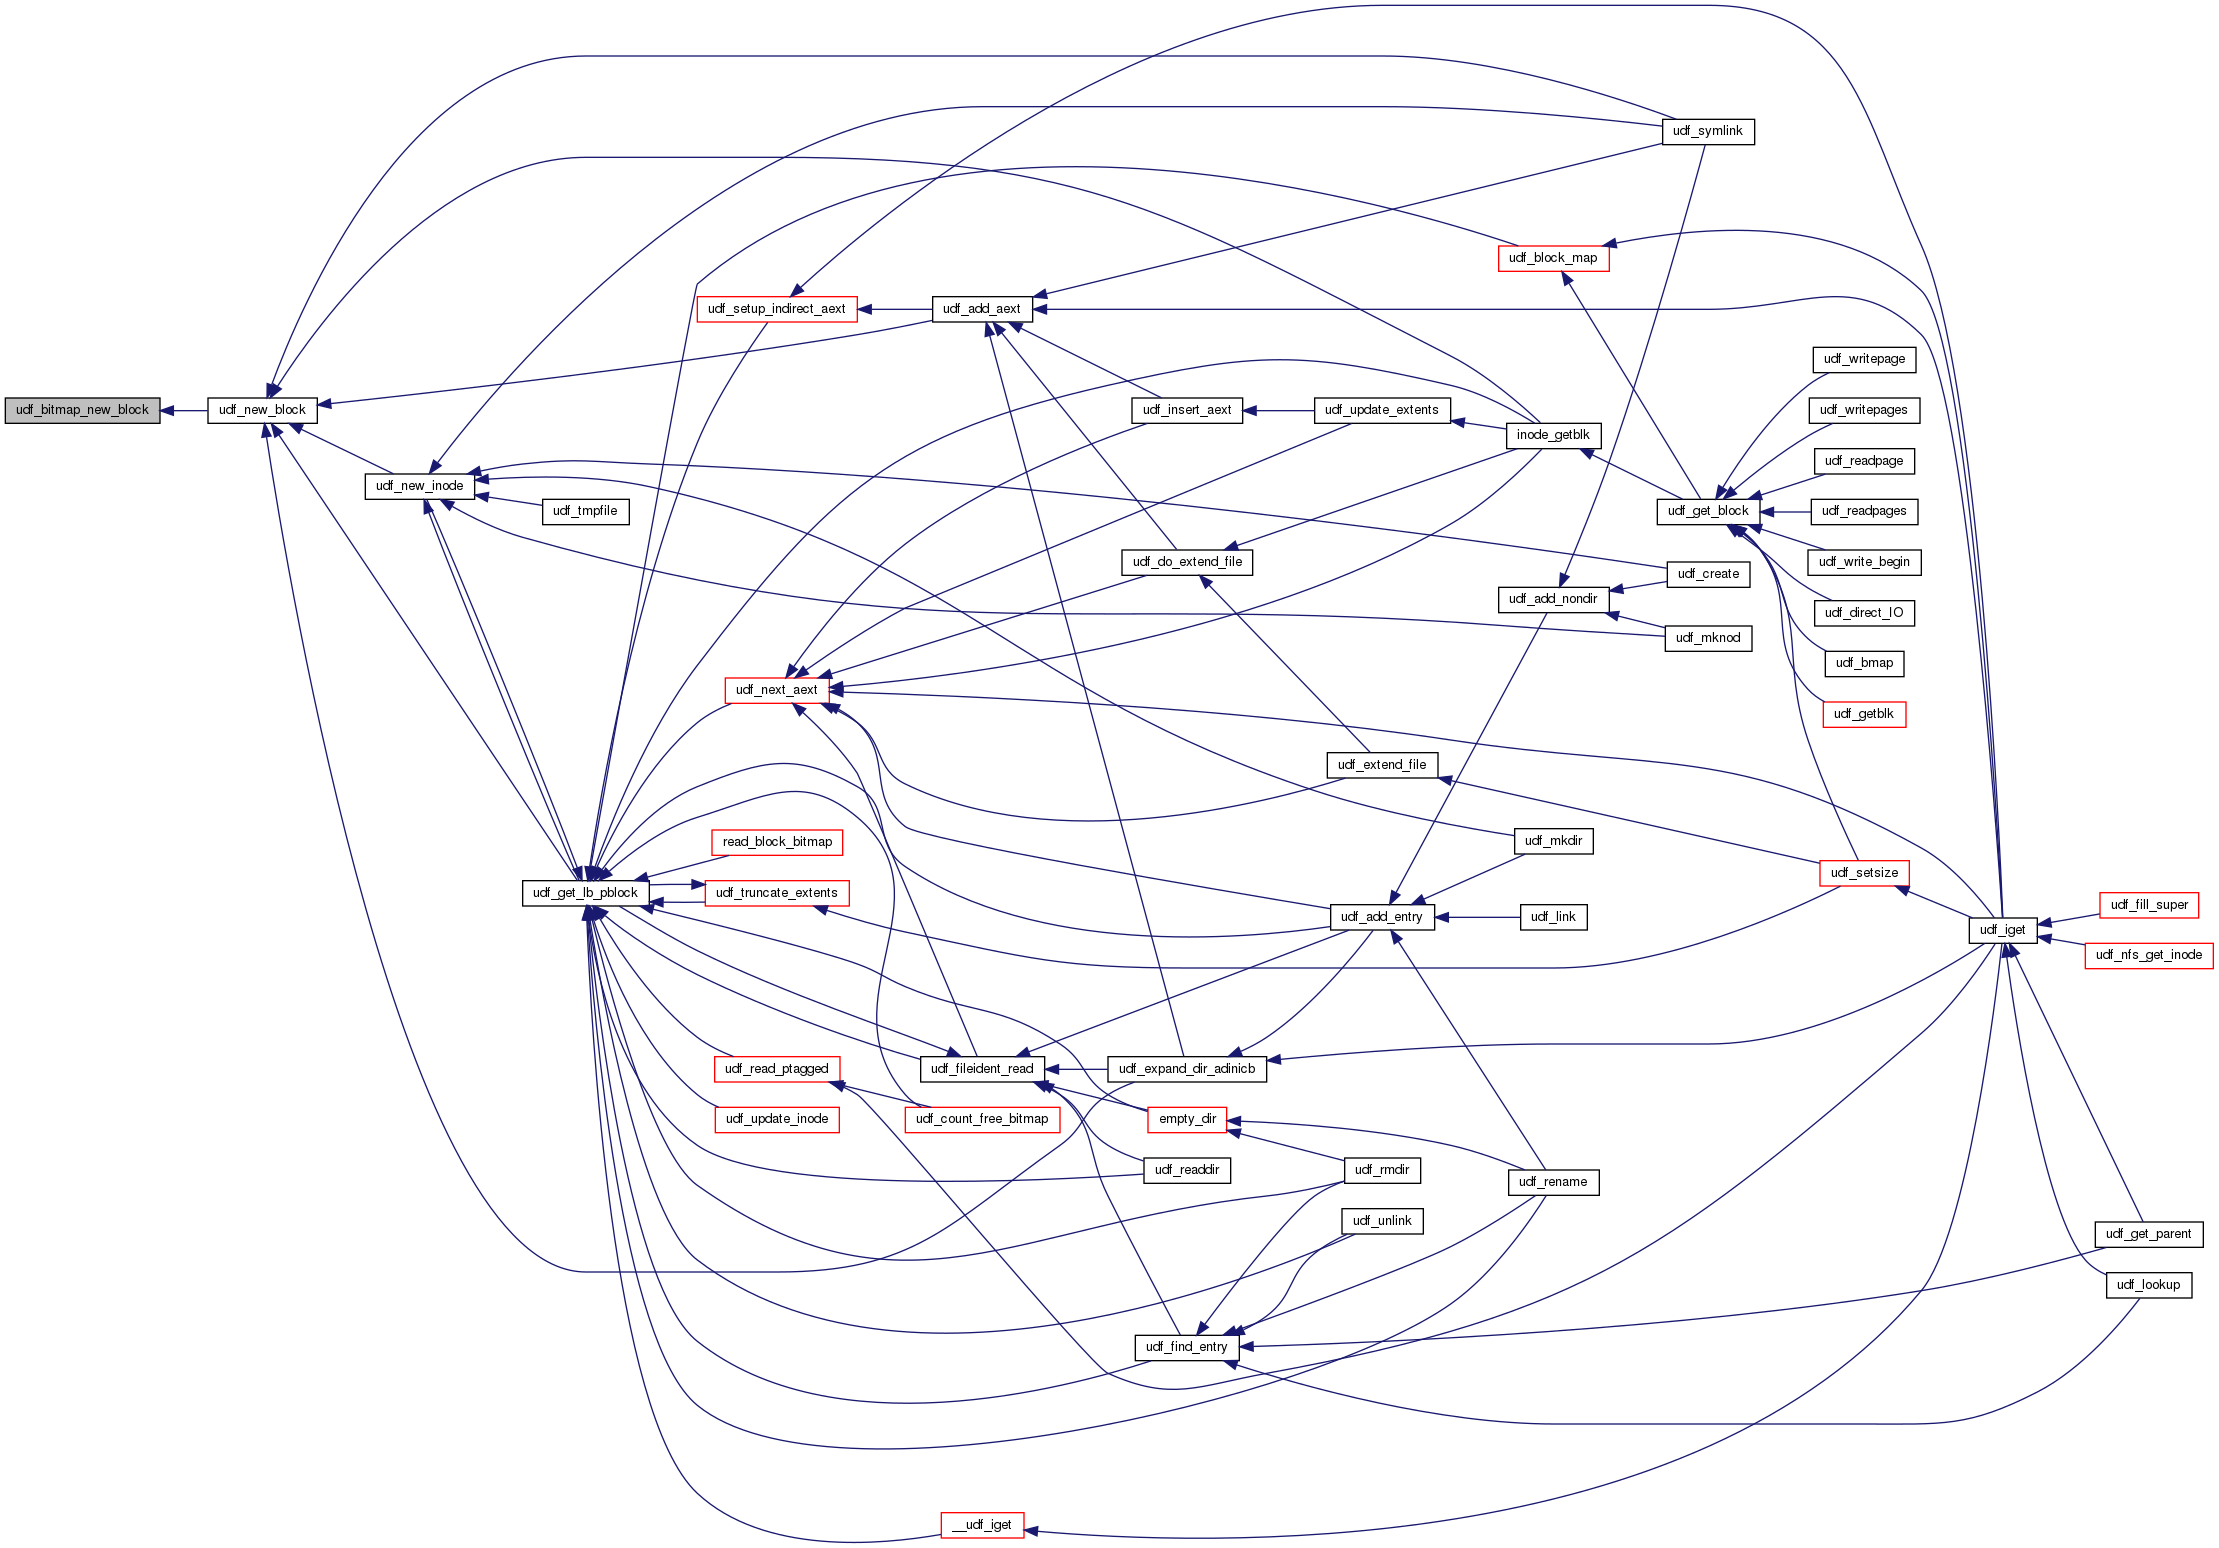 udf_symlink
udf_block_map
udf_setup_indirect_aext
udf_add_aext
udf_writepage
udf_bitmap_new_block
udf_new_block
udf_insert_aext
udf_update_extents
udf_writepages
inode_getblk
udf_readpage
udf_new_inode
udf_tmpfile
udf_get_block
udf_readpages
udf_do_extend_file
udf_write_begin
udf_create
udf_add_nondir
udf_direct_IO
udf_mknod
udf_bmap
udf_next_aext
udf_getblk
udf_extend_file
read_block_bitmap
udf_mkdir
udf_setsize
udf_get_lb_pblock
udf_truncate_extents
udf_fill_super
udf_add_entry
udf_link
udf_iget
udf_nfs_get_inode
udf_read_ptagged
udf_fileident_read
udf_expand_dir_adinicb
udf_update_inode
udf_count_free_bitmap
empty_dir
udf_readdir
udf_rmdir
udf_rename
udf_unlink
udf_get_parent
udf_lookup
udf_find_entry
__udf_iget